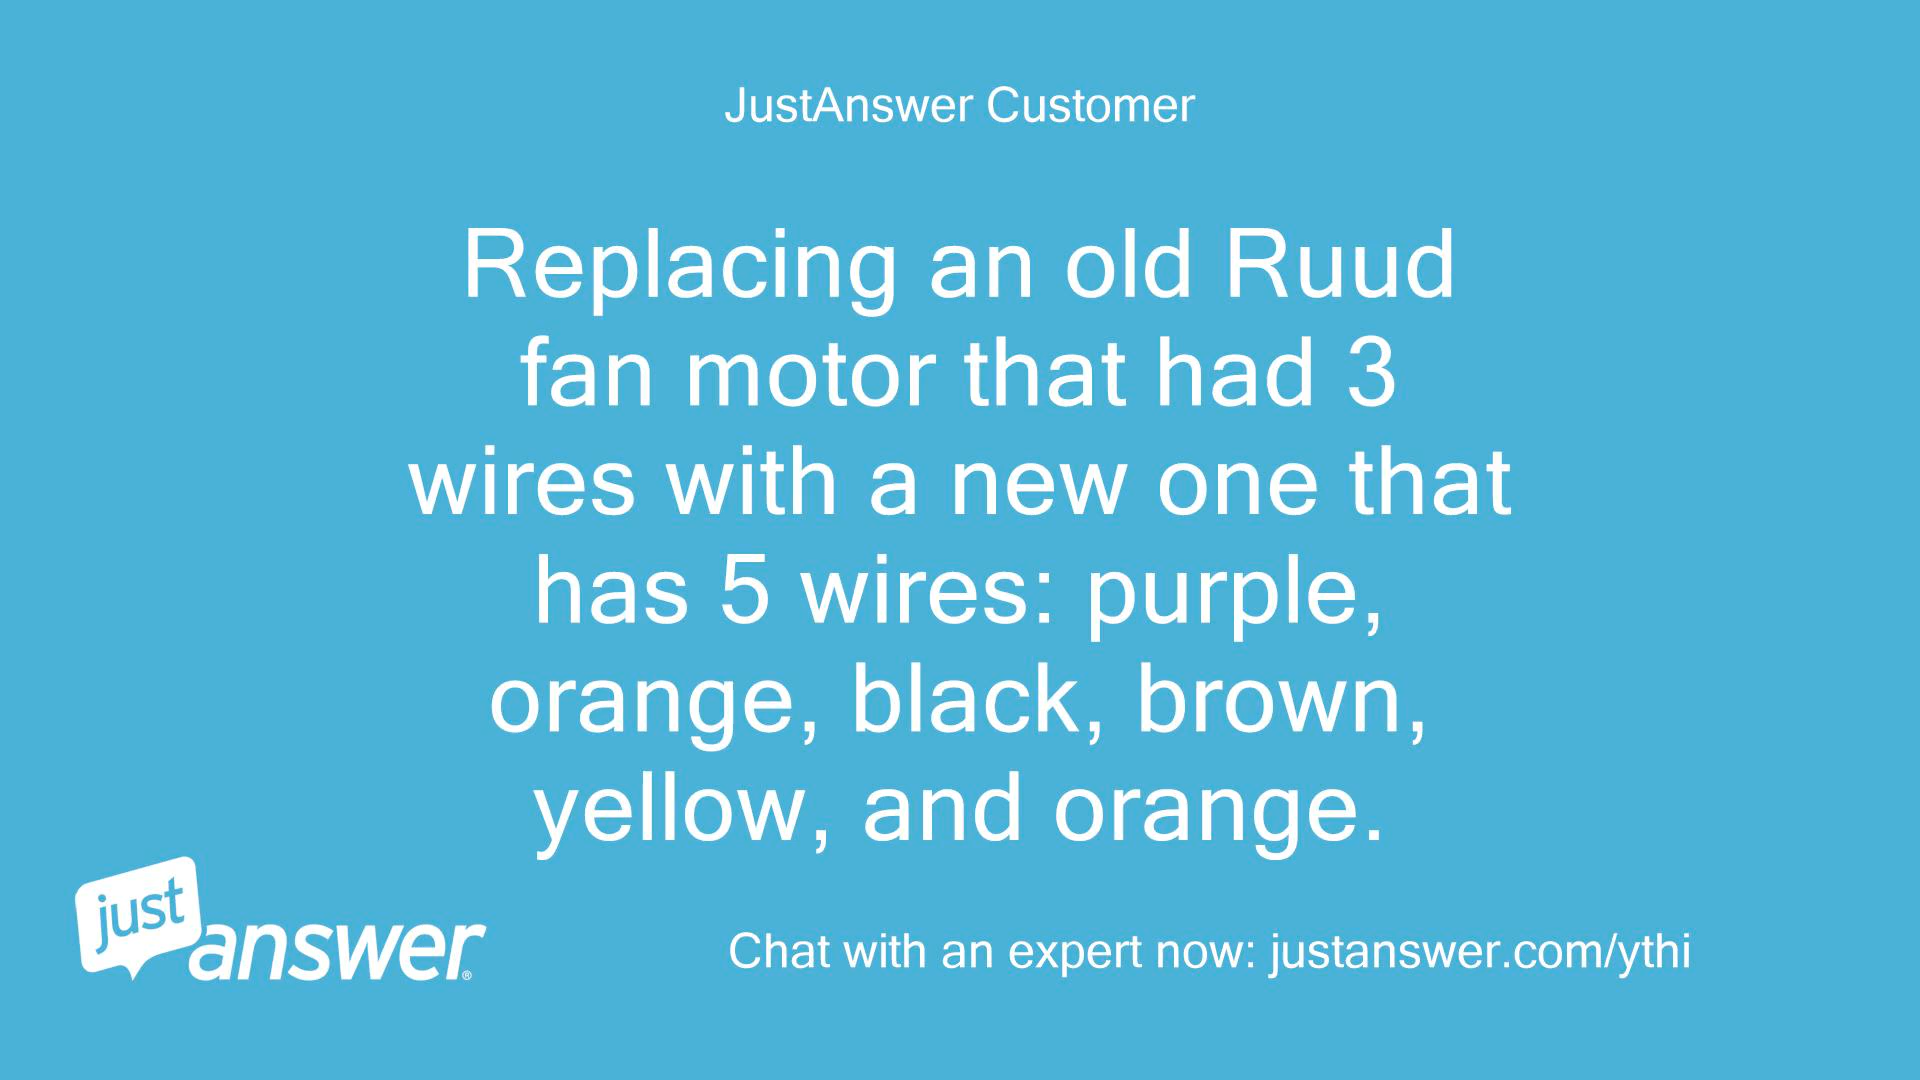 JustAnswer Customer
Replacing an old Ruud
fan motor that had 3
wires with a new one that
has 5 wires: purple,
orange, black, brown,
yellow, and orange.
just
answer®
Chat with an expert now: justanswer.com/ythi